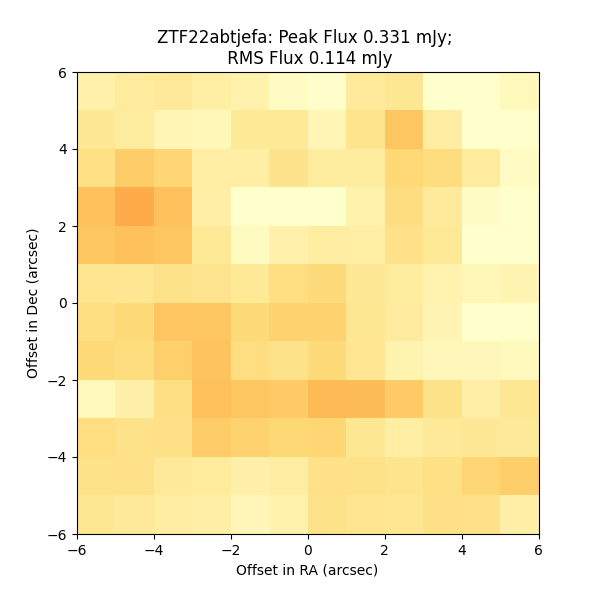 ZTF22abtjefa: Peak Flux 0.331 mJy;
RMS Flux 0.114 mJy
6
4
2
0
−2
−4
−6
Offset in Dec (arcsec)
−6 −4 −2 0 2 4 6
Offset in RA (arcsec)